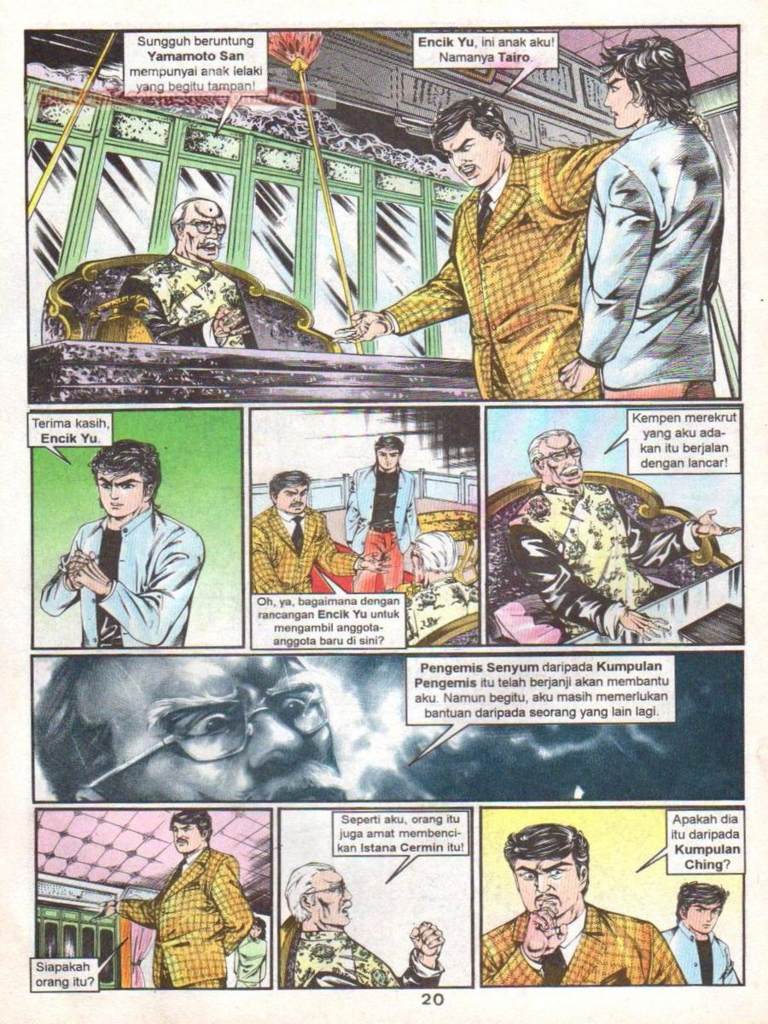 Sungguh beruntung
Yamamoto San
mempunyai anak lelaki
yang begitu tampan!
Encik Yu, ini anak aku!
Namanya Tairo.
Terima kasih,
Encik Yu.
Oh, ya, bagaimana dengan
rancangan Encik Yu untuk
mengambil anggota-
anggota baru di sini?
Kempen merekrut
yang aku ada-
kan itu berjalan
dengan lancar!
Pengemis Senyum daripada Kumpulan
Pengemis itu telah berjanji akan membantu
aku. Namun begitu, aku masih memerlukan
bantuan daripada seorang yang lain lagi.
Siapakah
orang itu?
Seperti aku, orang itu
juga amat membenci-
kan Istana Cermin itu!
Apakah dia
itu daripada
Kumpulan
Ching?
20